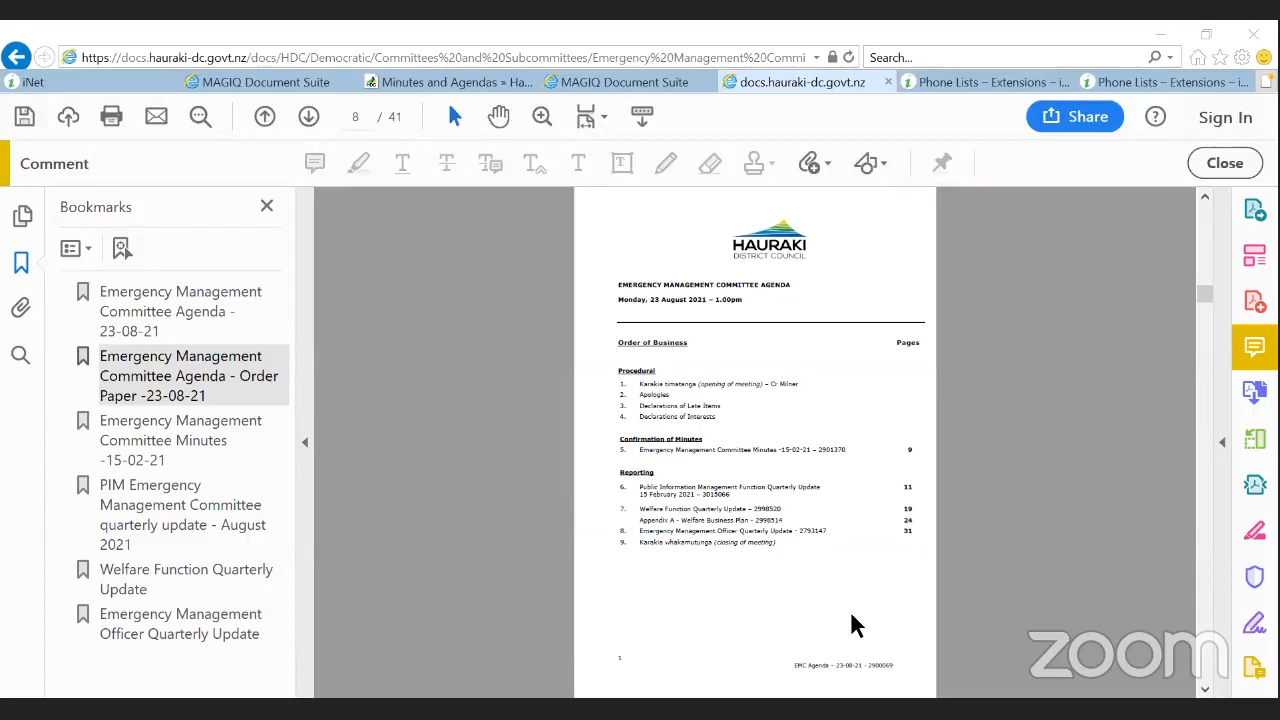 https://docs.hauraki-dc.govt.nz/docs/HDC/Democratic/Committees%20and%20Subcommittees/Emergency%20Management%20Commi
Search...
iNet
MAGIQ Document Suite
Minutes and Agendas » Ha...
MAGIQ Document Suite
docs.hauraki-dc.govt.nz
Phone Lists – Extensions – i...
Phone Lists – Extensions – i...
8 / 41
Share
Sign In
Comment
Close
Bookmarks
Emergency Management
Committee Agenda -
23-08-21
Emergency Management
Committee Agenda - Order
Paper -23-08-21
Emergency Management
Committee Minutes
-15-02-21
PIM Emergency
Management Committee
quarterly update - August
2021
Welfare Function Quarterly
Update
Emergency Management
Officer Quarterly Update
HAURAKI
DISTRICT COUNCIL
EMERGENCY MANAGEMENT COMMITTEE AGENDA
Monday, 23 August 2021 – 1.00pm
Order of Business Pages
Procedural
1. Karakia timatanga (opening of meeting) – Cr Milner
2. Apologies
3. Declarations of Late Items
4. Declarations of Interests
Confirmation of Minutes
5. Emergency Management Committee Minutes -15-02-21 – 2901370 9
Reporting
6. Public Information Management Function Quarterly Update 11
15 February 2021 – 3015066
7. Welfare Function Quarterly Update – 2998520 19
Appendix A - Welfare Business Plan - 2998514 24
8. Emergency Management Officer Quarterly Update - 2793147 31
9. Karakia whakamutunga (closing of meeting)
1
EMC Agenda – 23-08-21 - 2900069
zoom